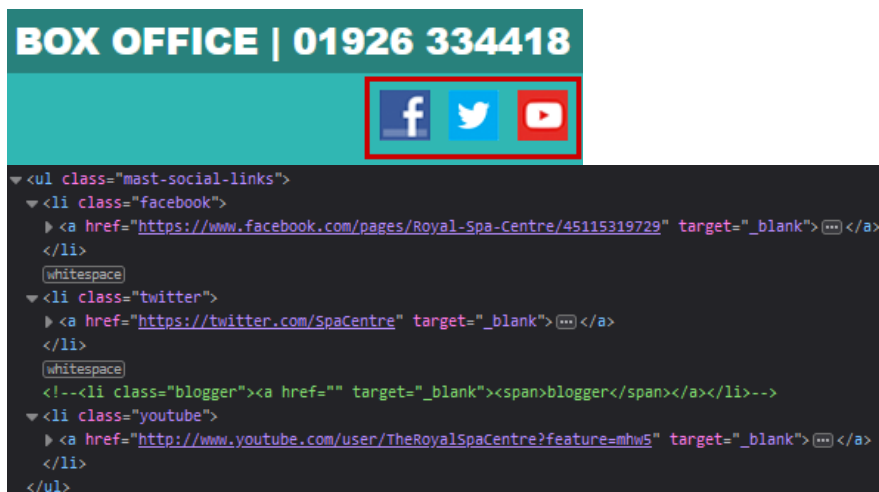 BOX OFFICE | 01926 334418
f
<ul class="mast-social-links">
<li class="facebook">
<a href="https://www.facebook.com/pages/Royal-Spa-Centre/45115319729" target="_blank">⋯</a>
</li>
whitespace
<li class="twitter">
<a href="https://twitter.com/SpaCentre" target="_blank">⋯</a>
</li>
whitespace
<!--<li class="blogger"><a href="" target="_blank"><span>blogger</span></a></li>-->
<li class="youtube">
<a href="http://www.youtube.com/user/TheRoyalSpaCentre?feature=mhw5" target="_blank">⋯</a>
</li>
</ul>